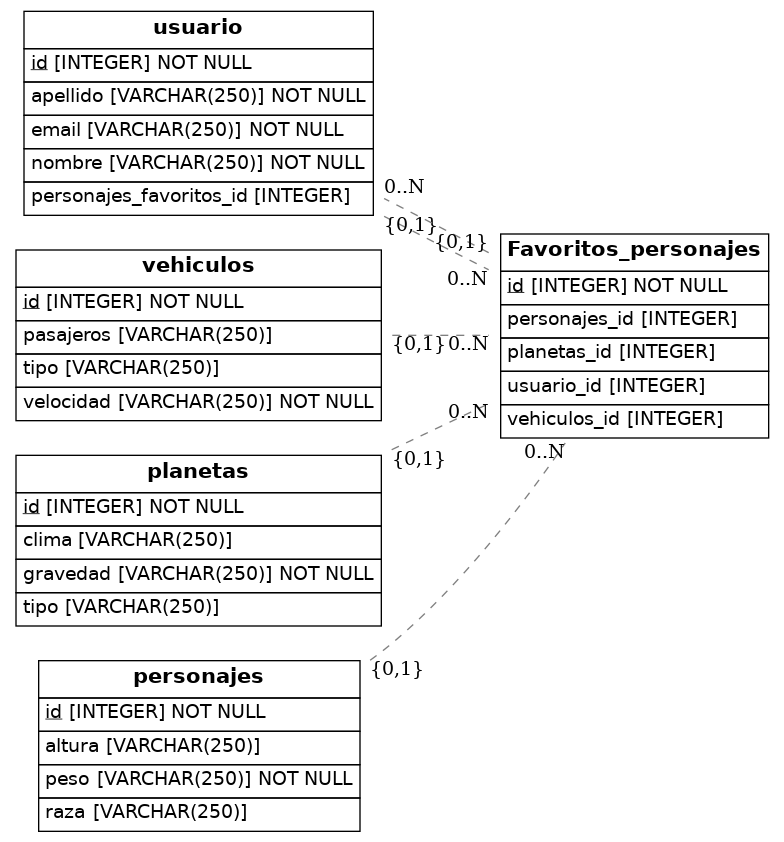 usuario
id [INTEGER] NOT NULL
apellido [VARCHAR(250)] NOT NULL
email [VARCHAR(250)] NOT NULL
nombre [VARCHAR(250)] NOT NULL
personajes_favoritos_id [INTEGER]
0..N
{0,1}
{0,1}
0..N
vehiculos
id [INTEGER] NOT NULL
pasajeros [VARCHAR(250)]
tipo [VARCHAR(250)]
velocidad [VARCHAR(250)] NOT NULL
{0,1}
0..N
Favoritos_personajes
id [INTEGER] NOT NULL
personajes_id [INTEGER]
planetas_id [INTEGER]
usuario_id [INTEGER]
vehiculos_id [INTEGER]
0..N
{0,1}
0..N
planetas
id [INTEGER] NOT NULL
clima [VARCHAR(250)]
gravedad [VARCHAR(250)] NOT NULL
tipo [VARCHAR(250)]
personajes
id [INTEGER] NOT NULL
altura [VARCHAR(250)]
peso [VARCHAR(250)] NOT NULL
raza [VARCHAR(250)]
{0,1}